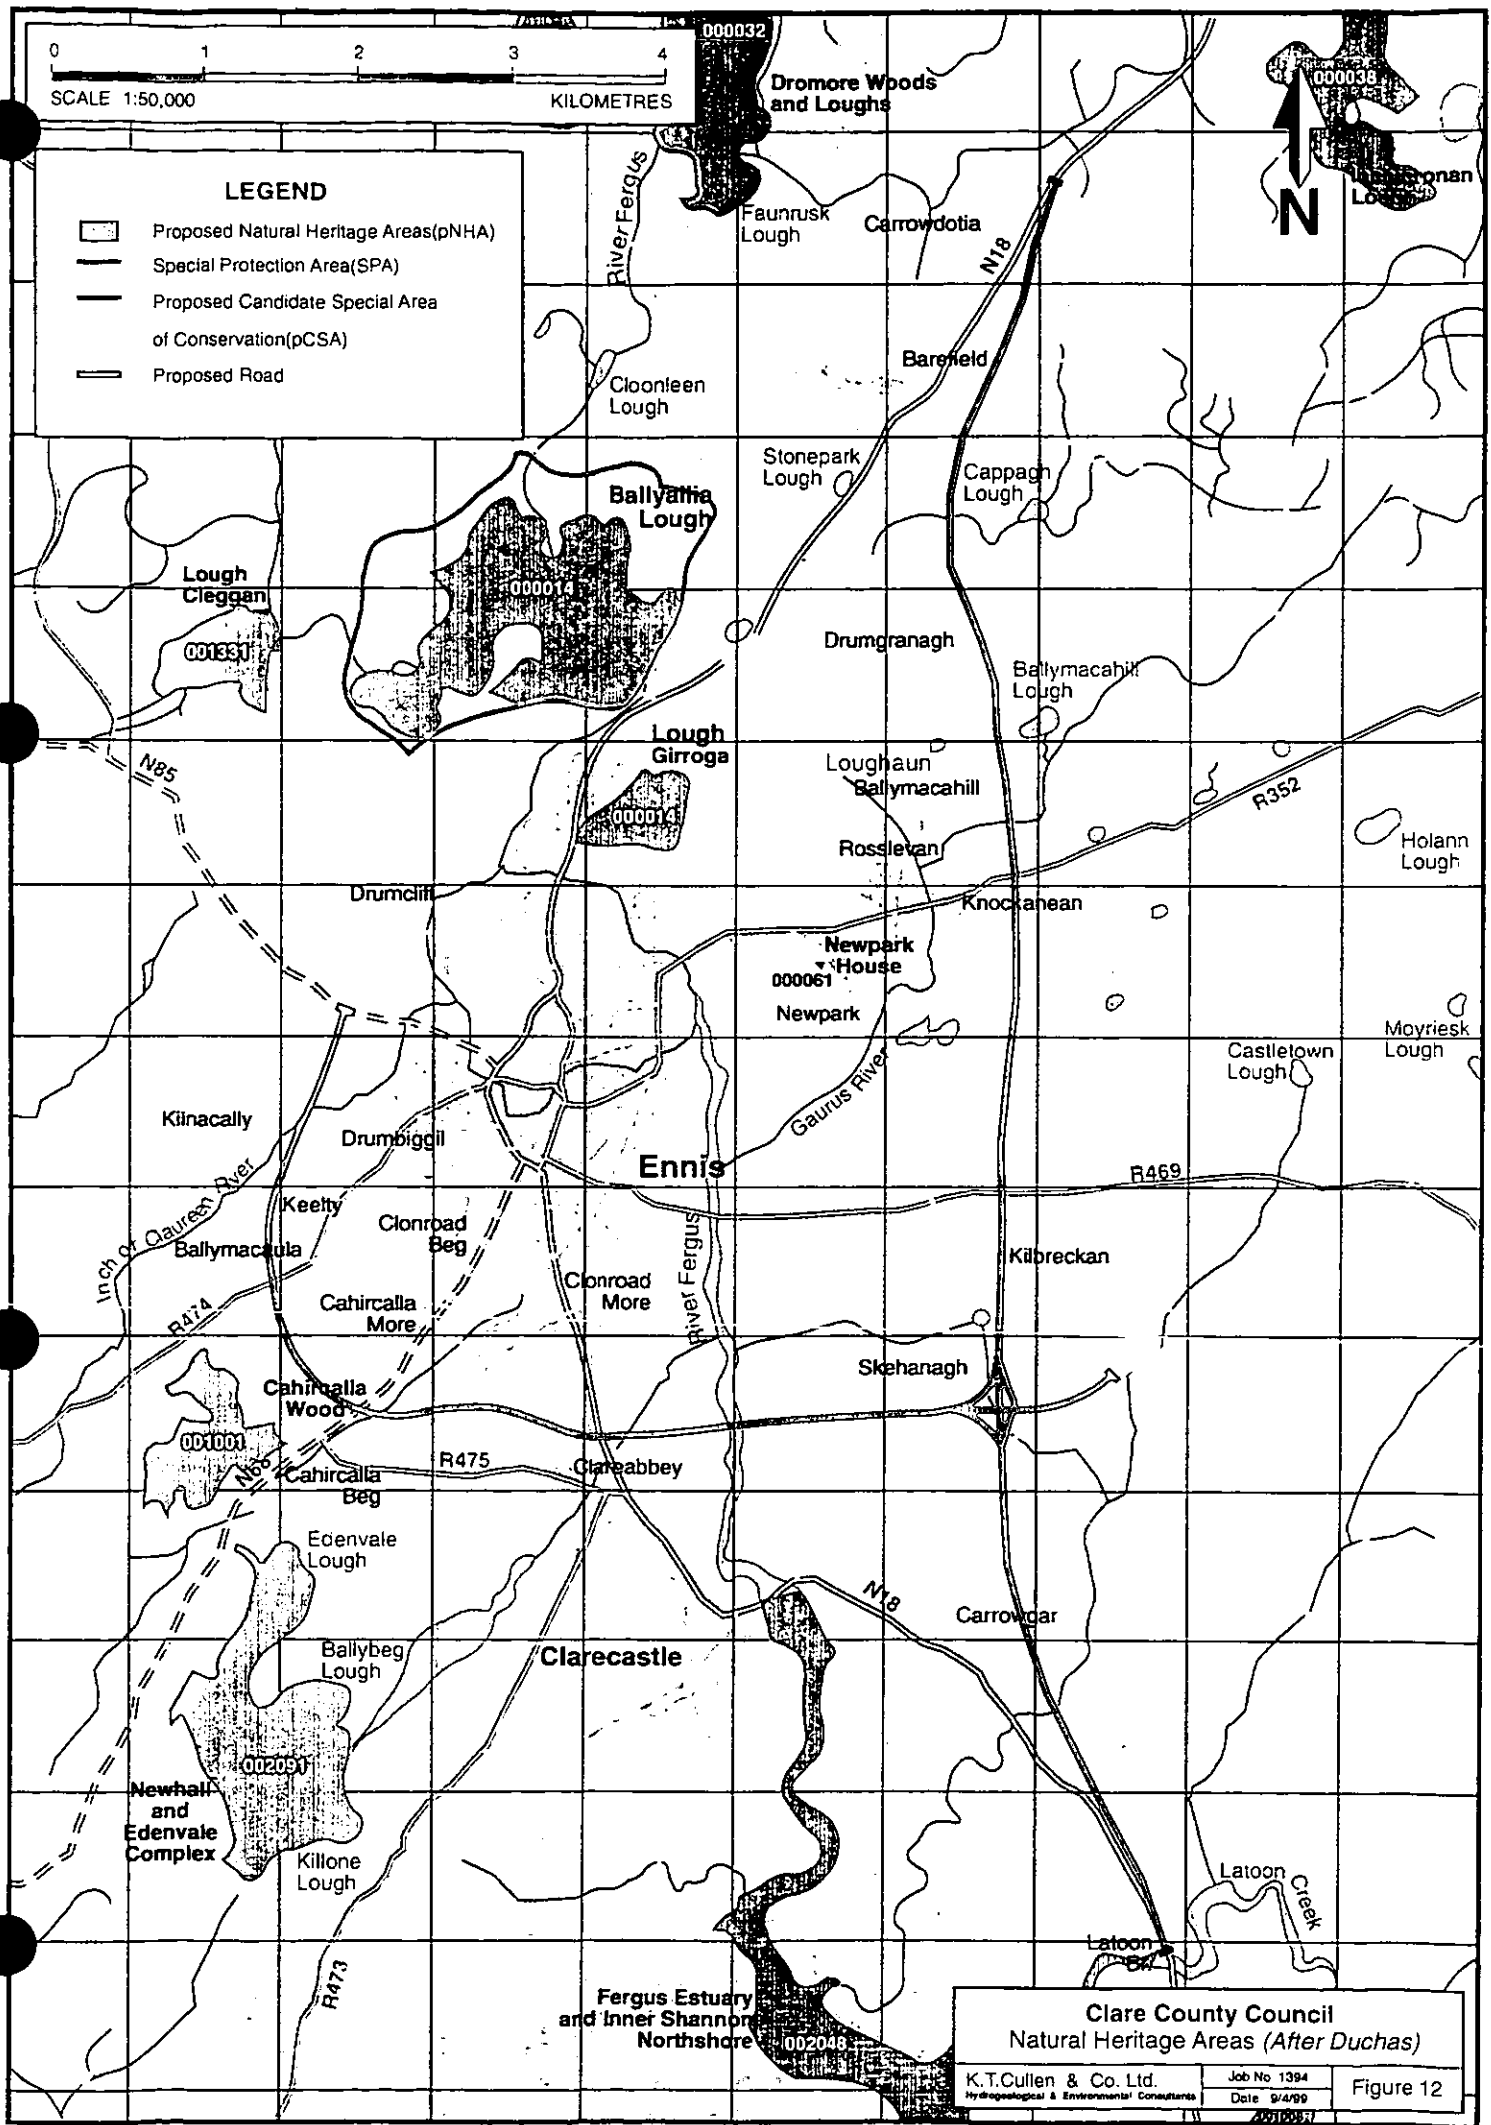 0 1 2 3 4
SCALE 1:50,000 KILOMETRES
LEGEND
Proposed Natural Heritage Areas(pNHA)
Special Protection Area(SPA)
Proposed Candidate Special Area
of Conservation(pCSA)
Proposed Road
000032
Dromore Woods
and Loughs
000038
Lough
N
River Fergus
Faunrusk
Lough
Carrowdotia
N18
Barefield
Cloonleen
Lough
Stonepark
Lough
Cappagh
Lough
Ballyallia
Lough
000014
Lough
Cleggan
001331
Drumgranagh
Ballymacahill
Lough
Lough
Girroga
000014
N85
Loughaun
Ballymacahill
R352
Rosslevan
Holann
Lough
Drumcliff
Knockanean
Newpark
House
000061
Newpark
Moyriesk
Lough
Castletown
Lough
Gaurus River
Kilnacally
Drumbiggil
Ennis
R469
Inch or Claureen River
Keelty
Clonroad
Beg
Ballymacaula
River Fergus
Kilbreckan
Clonroad
More
Cahircalla
More
R474
Skehanagh
Cahircalla
Wood
001001
N68
R475
Clareabbey
Cahircalla
Beg
Edenvale
Lough
N18
Carrowgar
Ballybeg
Lough
Clarecastle
002091
Newhall
and
Edenvale
Complex
Killone
Lough
Latoon Creek
R473
Latoon
Br.
Fergus Estuary
and Inner Shannon
Northshore
002048
Clare County Council
Natural Heritage Areas (After Duchas)
K.T.Cullen & Co. Ltd.
Hydrogeological & Environmental Consultants
Job No 1394
Date 9/4/99
Figure 12